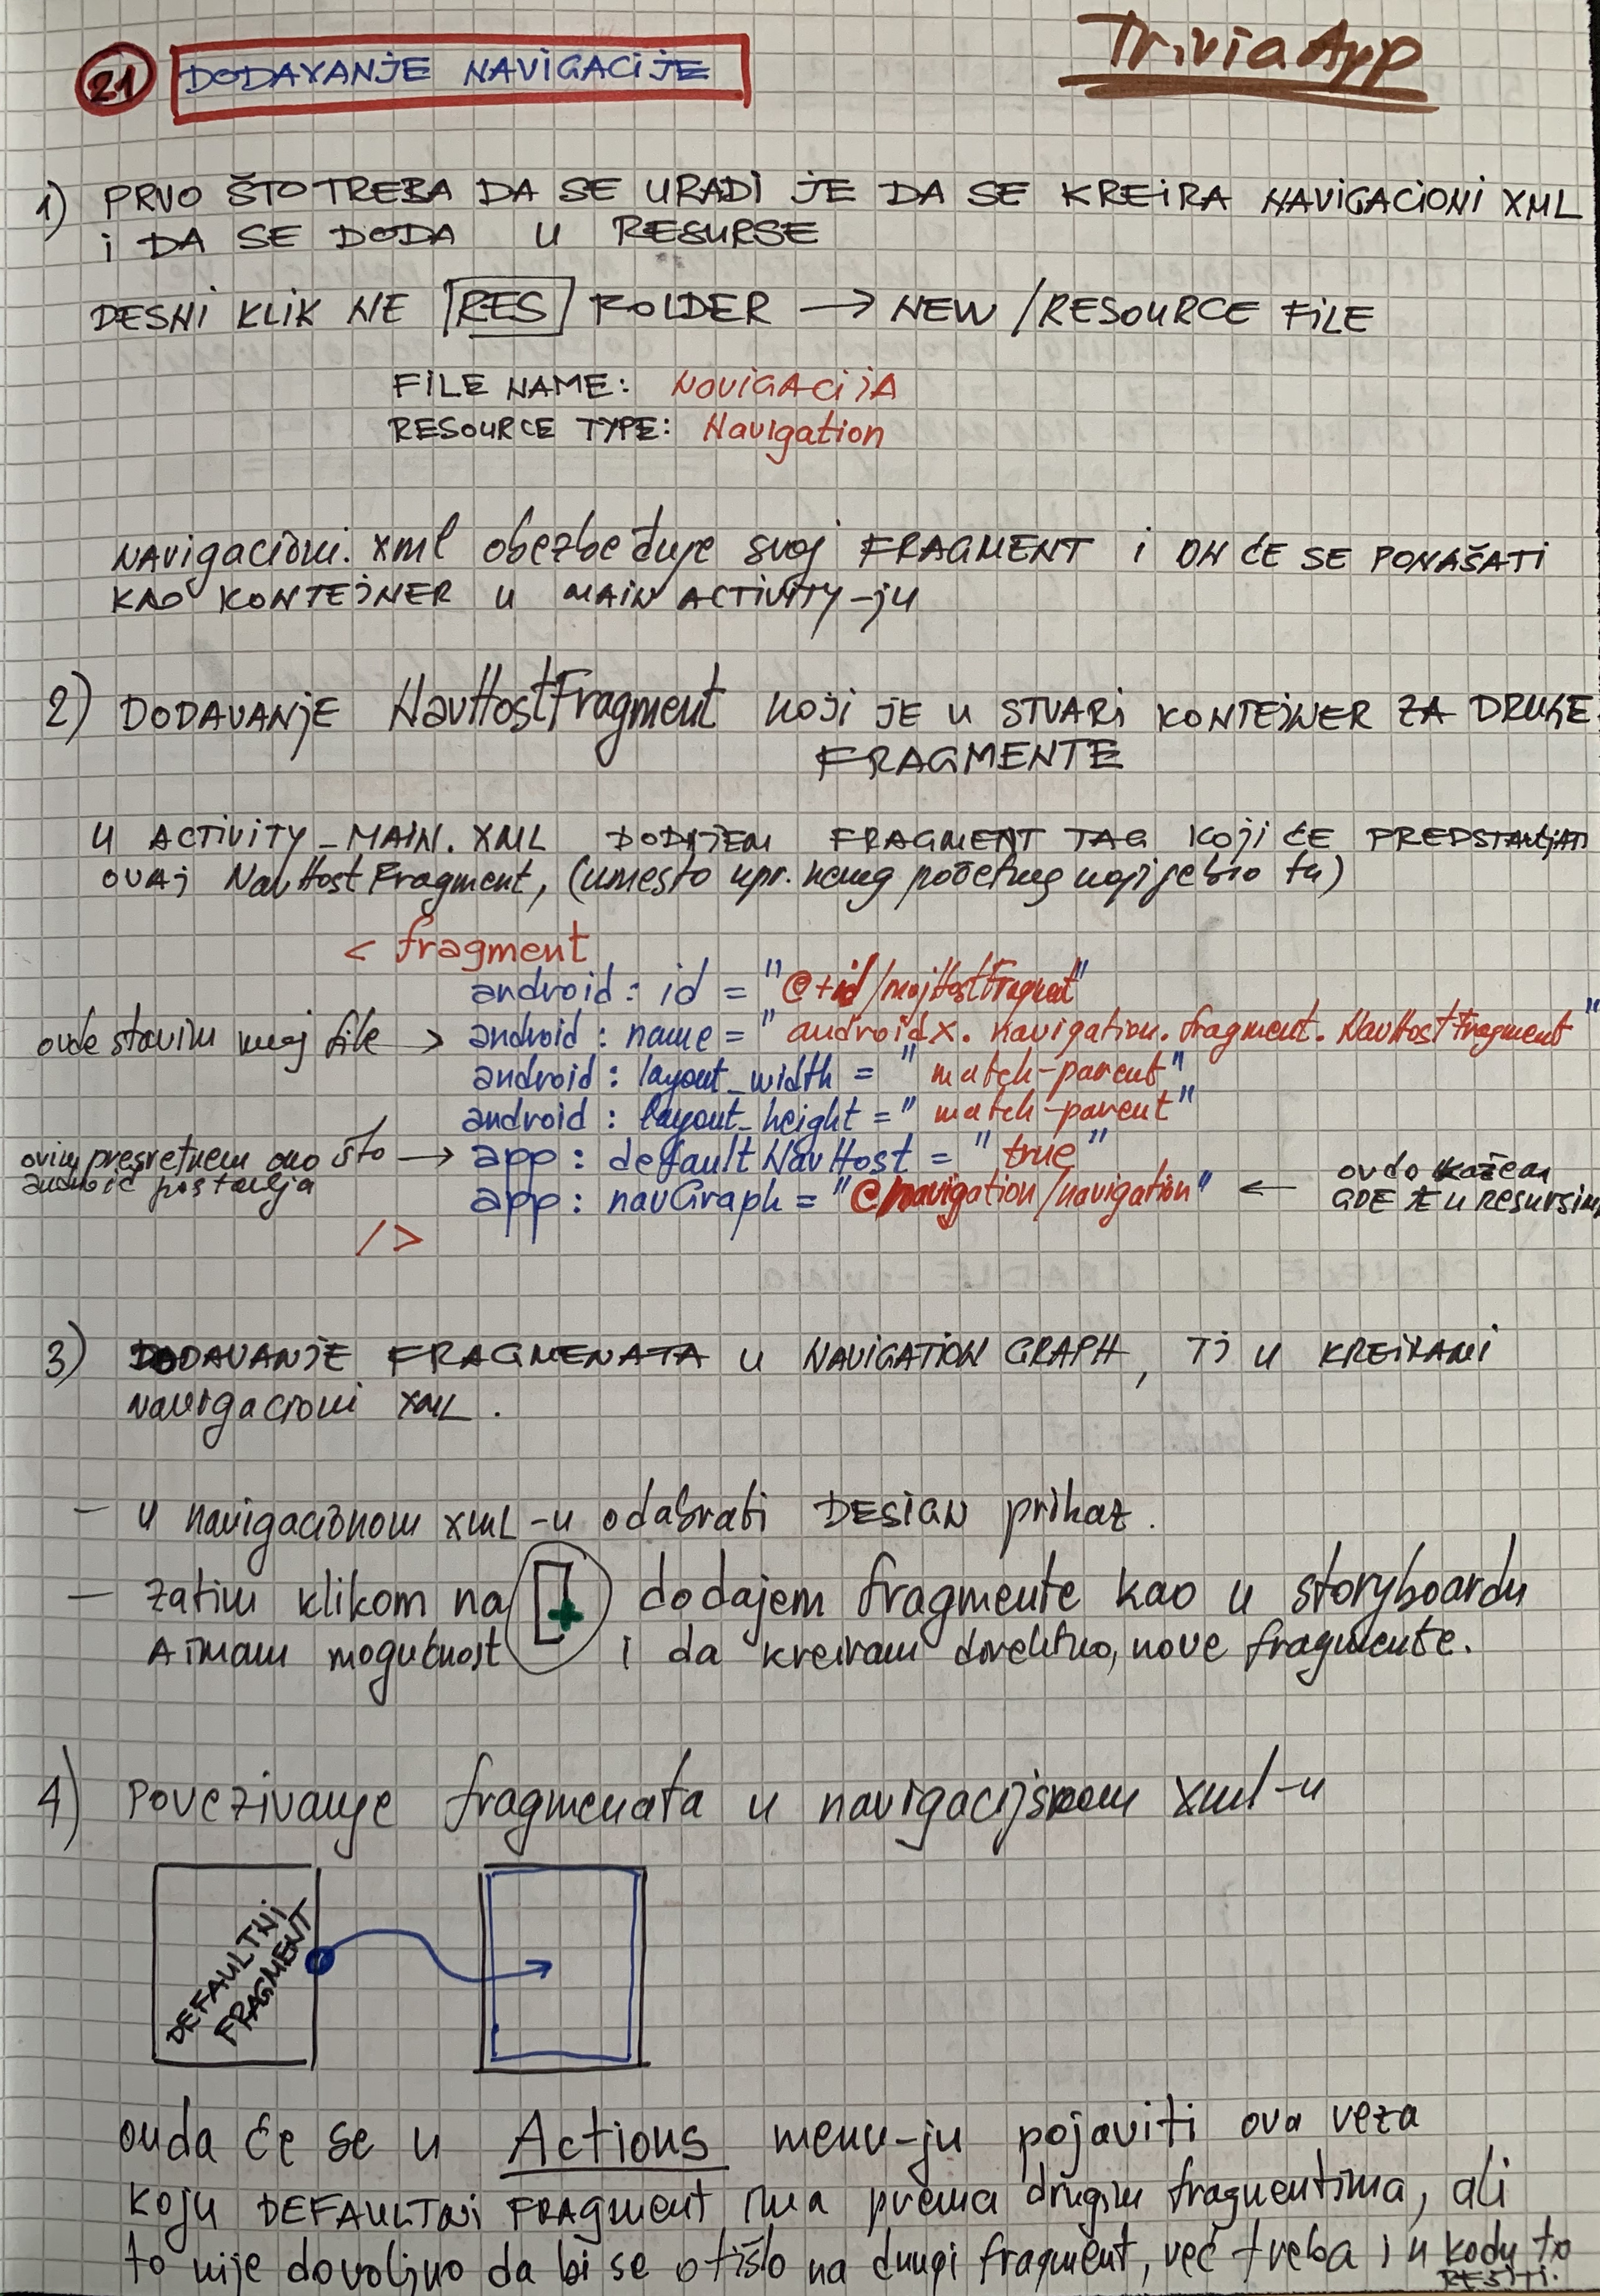 21 DODAVANJE NAVIGACIJE
TriviaApp
1) PRVO ŠTO TREBA DA SE URADI JE DA SE KREIRA NAVIGACIONI XML
I DA SE DODA U RESURSE
DESNI KLIK NE RES FOLDER → NEW / RESOURCE FILE
FILE NAME: NOVIGACIJA
RESOURCE TYPE: Navigation
NAVigacioni.xml obezbeđuje svoj FRAGMENT i ON ĆE SE PONAŠATI
KAO KONTEJNER U MAIN ACTIVITY-ju
2) DODAVANJE NavHostFragment KOJI JE U STVARI KONTEJNER ZA DRUGE
FRAGMENTE
U ACTIVITY_MAIN.XML DODAJEM FRAGMENT TAG KOJI ĆE PREDSTAVLJATI
OVAJ NavHostFragment, (umesto npr. nekog početnog koji je bio tu)
< fragment
android : id = "@+id/mojHostFragment"
ovde stavim moj file → android : name = "androidx.navigation.fragment.NavHostFragment"
android : layout_width = "match-parent"
android : layout_height = "match-parent"
ovim presretnem ono što → app : defaultNavHost = "true"
android postavlja
app : navGraph = "@navigation/navigation" ← ovdo kažem
GDE JE U RESURSIMA
/>
3) DODAVANJE FRAGMENATA U NAVIGATION GRAPH, TJ U KREIRANI
Navigacioni XML.
– U navigacionom XML-u odabrati DESIGN prikaz.
– Zatim klikom na + dodajem fragmente kao u storyboardu
A imam mogućnost i da kreiram direktno, nove fragmente.
4) Povezivanje fragmenata u navigacijskom xml-u
DEFAULTNI
FRAGMENT
onda će se u Actions menu-ju pojaviti ova veza
koju DEFAULTNI FRAGMENT ima prema drugim fragmentima, ali
to nije dovoljno da bi se otišlo na drugi fragment, već treba i u kodu to
REŠITI.